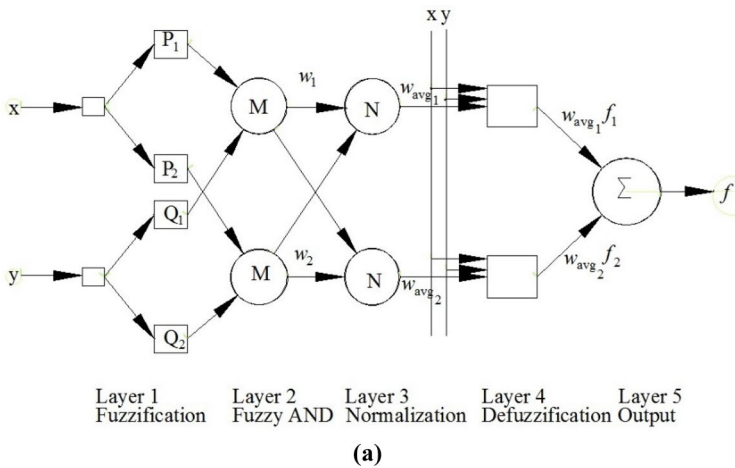 x y
P1
w1
wavg1
M
N
x
wavg1 f1
P2
Q1
Σ
f
y
w2
M
N
wavg2
wavg2 f2
Q2
Layer 1 Layer 2 Layer 3 Layer 4 Layer 5
Fuzzification Fuzzy AND Normalization Defuzzification Output
(a)